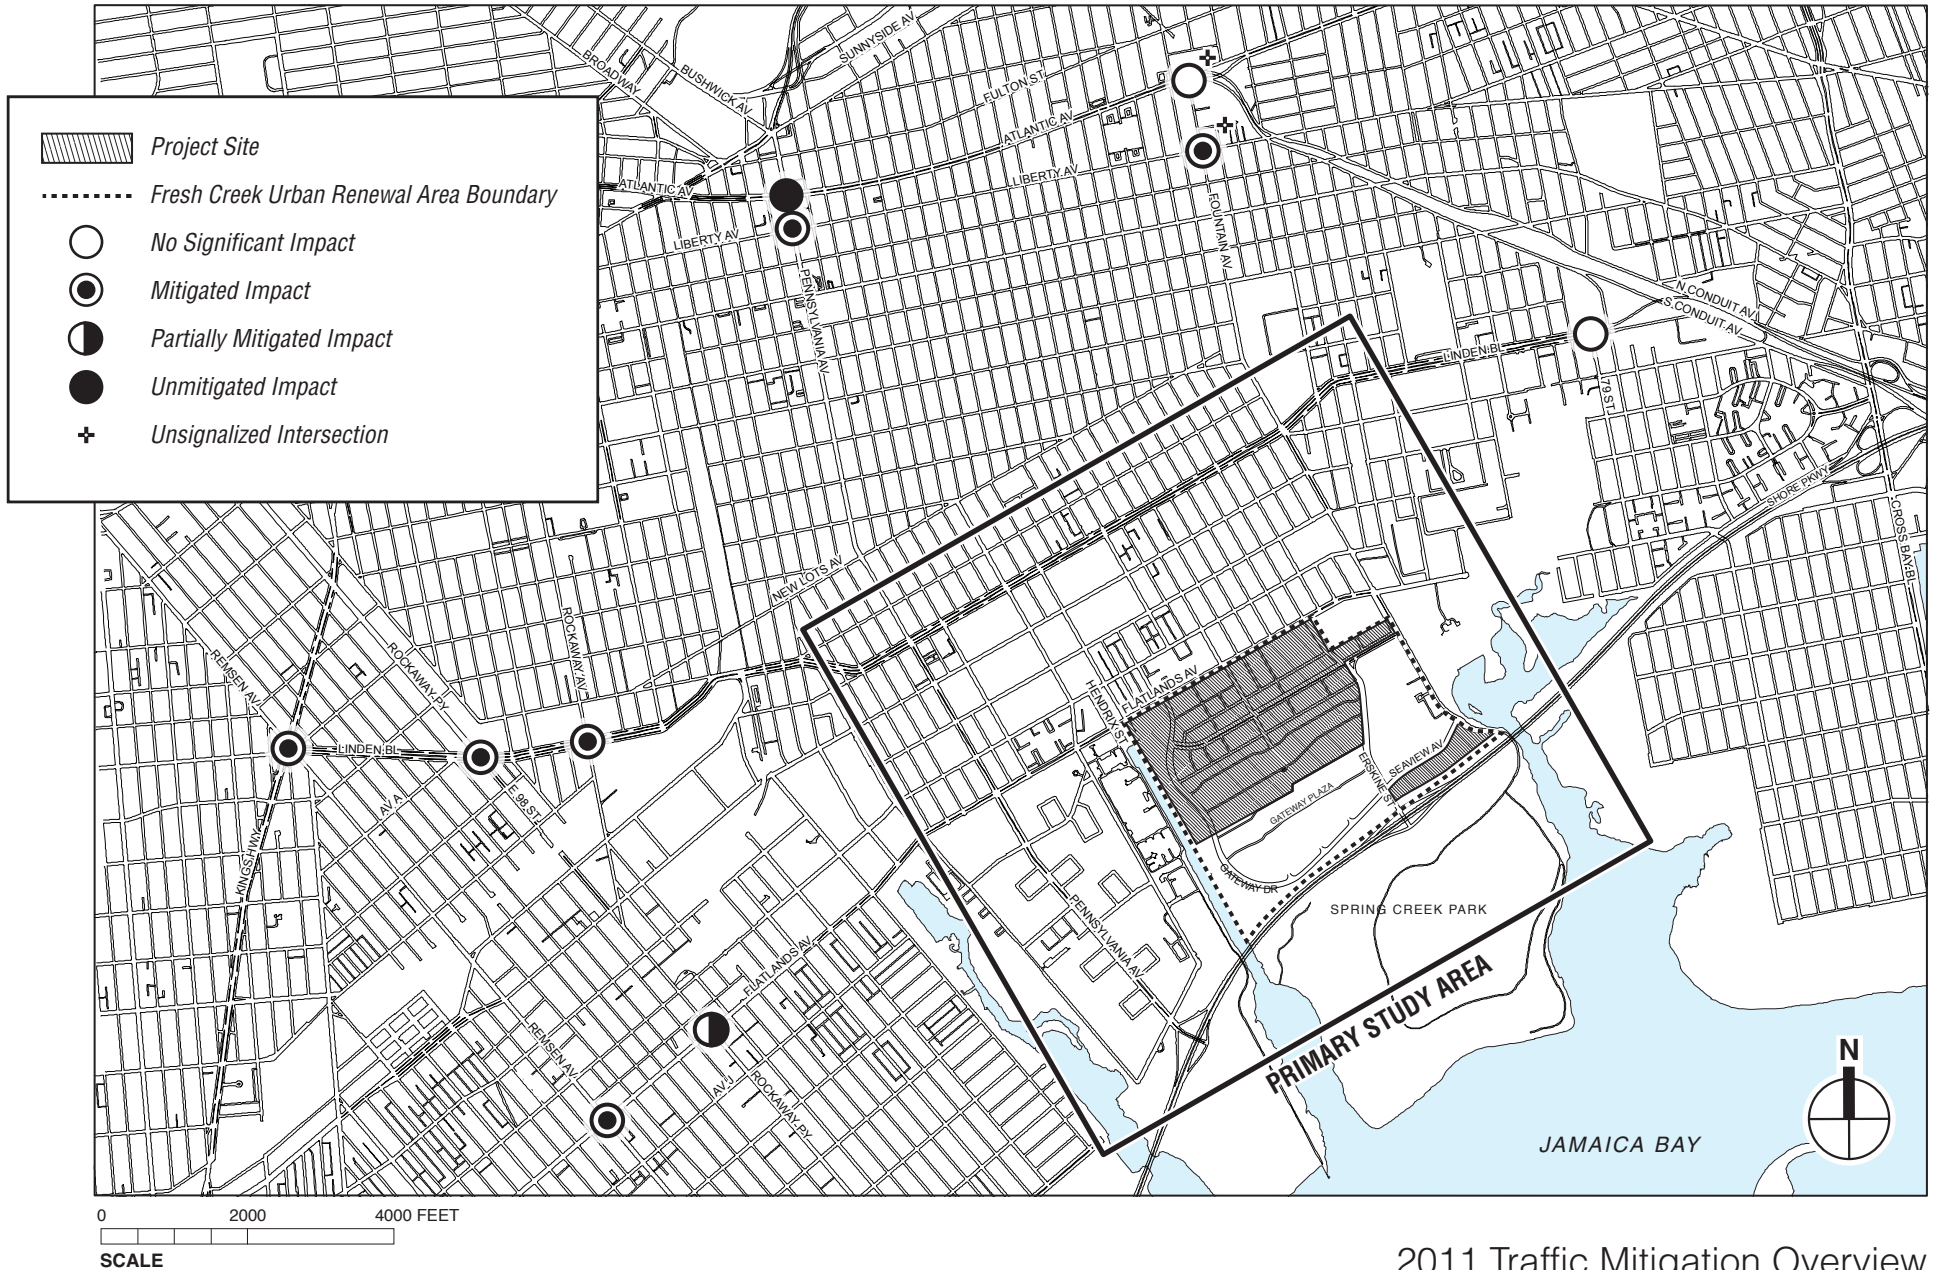 Project Site
Fresh Creek Urban Renewal Area Boundary
No Significant Impact
Mitigated Impact
Partially Mitigated Impact
Unmitigated Impact
Unsignalized Intersection
BROADWAY
BUSHWICK AV
SUNNYSIDE AV
FULTON ST
ATLANTIC AV
LIBERTY AV
ATLANTIC AV
LIBERTY AV
PENNSYLVANIA AV
FOUNTAIN AV
N CONDUIT AV
S CONDUIT AV
LINDEN BL
79 ST
SHORE PKWY
CROSS BAY BL
NEW LOTS AV
ROCKAWAY AV
ROCKAWAY PY
REMSEN AV
LINDEN BL
AV A
E 98 ST
KINGS HWY
HENDRIX ST
FLATLANDS AV
ERSKINE S
SEAVIEW AV
GATEWAY PLAZA
GATEWAY DR
SPRING CREEK PARK
PENNSYLVANIA AV
FLATLANDS AV
REMSEN AV
AV J
ROCKAWAY PY
PRIMARY STUDY AREA
JAMAICA BAY
N
0 2000 4000 FEET
SCALE
2011 Traffic Mitigation Overview